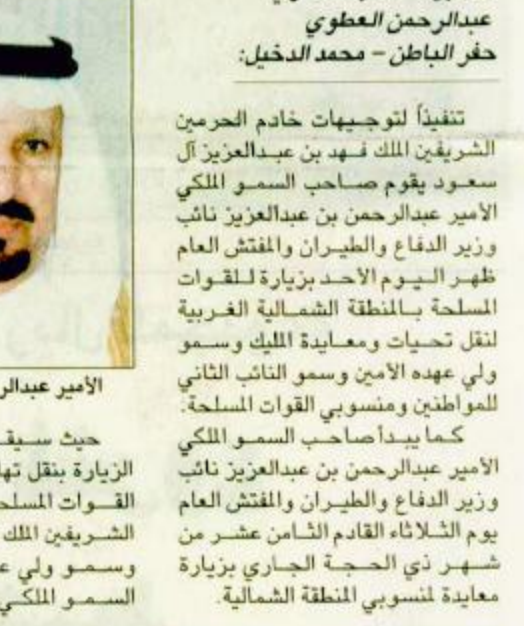 عبدالرحمن العطوي
حفر الباطن – محمد الدخيل:
تنفيذاً لتوجيهات خادم الحرمين
الشريفين الملك فهد بن عبدالعزيز آل
سعود يقوم صاحب السمو الملكي
الأمير عبدالرحمن بن عبدالعزيز نائب
وزير الدفاع والطيران والمفتش العام
ظهر اليوم الأحد بزيارة للقوات
المسلحة بالمنطقة الشمالية الغربية
لنقل تحيات ومعايدة المليك وسمو
ولي عهده الأمين وسمو النائب الثاني
للمواطنين ومنسوبي القوات المسلحة.
كما يبدأ صاحب السمو الملكي
الأمير عبدالرحمن بن عبدالعزيز نائب
وزير الدفاع والطيران والمفتش العام
يوم الثلاثاء القادم الثامن عشر من
شهر ذي الحجة الجاري بزيارة
معايدة لمنسوبي المنطقة الشمالية.
الأمير عبدالر
حيث سيقـ
الزيارة بنقل تها
القوات المسلحـ
الشريفين الملك
وسمو ولي عـ
السمو الملكي